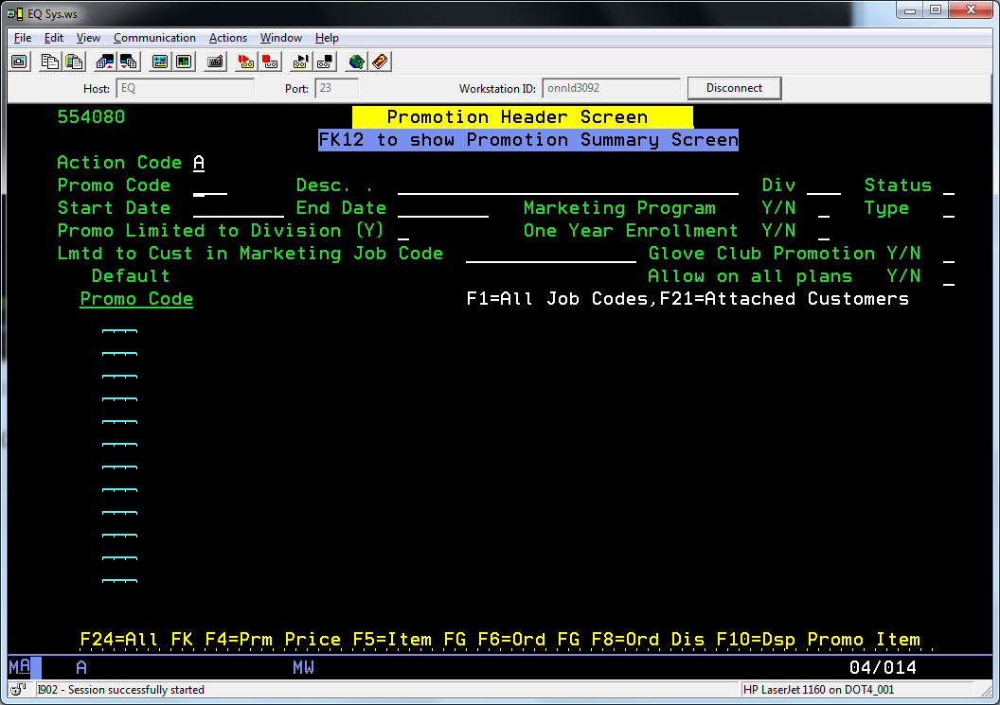 EQ Sys.ws
File Edit View Communication Actions Window Help
Host: EQ Port: 23 Workstation ID: onnld3092 Disconnect
554080 Promotion Header Screen
FK12 to show Promotion Summary Screen
Action Code A
Promo Code Desc. . Div Status
Start Date End Date Marketing Program Y/N Type
Promo Limited to Division (Y) One Year Enrollment Y/N
Lmtd to Cust in Marketing Job Code Glove Club Promotion Y/N
Default Allow on all plans Y/N
Promo Code F1=All Job Codes,F21=Attached Customers
F24=All FK F4=Prm Price F5=Item FG F6=Ord FG F8=Ord Dis F10=Dsp Promo Item
MA A MW 04/014
I902 - Session successfully started HP LaserJet 1160 on DOT4_001